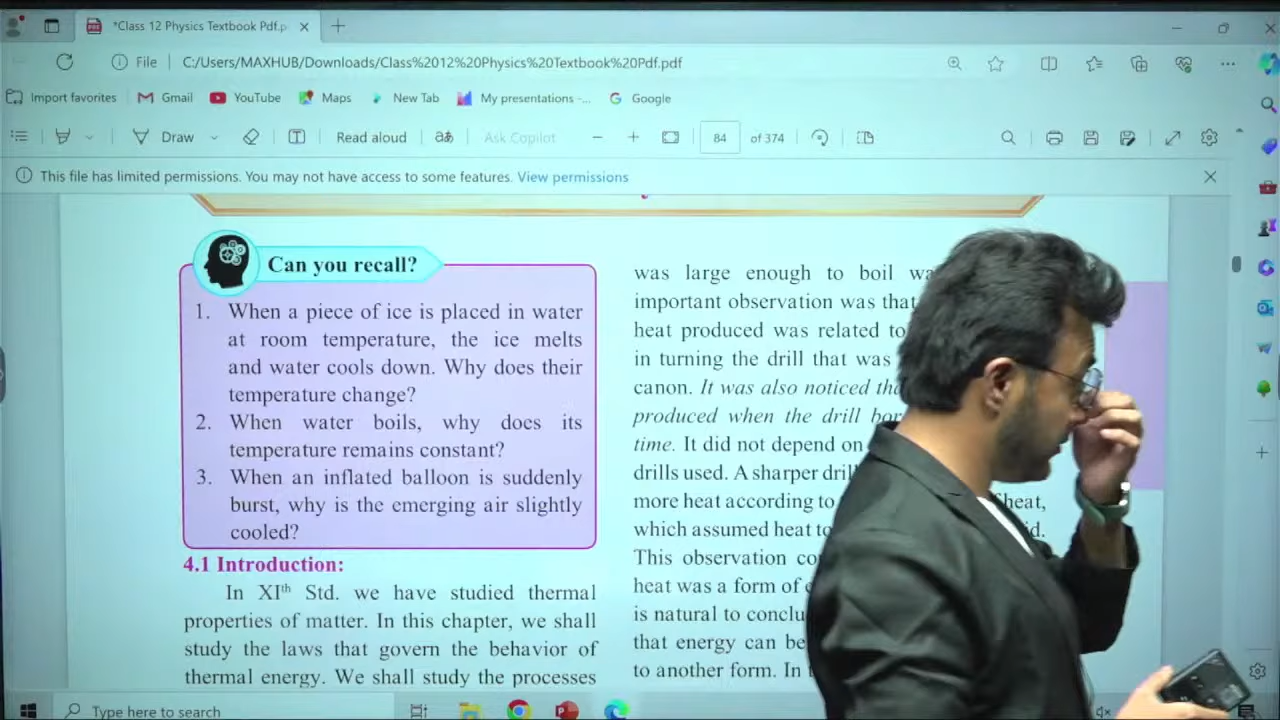 *Class 12 Physics Textbook Pdf.p
File
C:/Users/MAXHUB/Downloads/Class%2012%20Physics%20Textbook%20Pdf.pdf
Import favorites
Gmail
YouTube
Maps
New Tab
My presentations -...
Google
Draw
Read aloud
aあ
Ask Copilot
84
of 374
This file has limited permissions. You may not have access to some features. View permissions
Can you recall?
1. When a piece of ice is placed in water
at room temperature, the ice melts
and water cools down. Why does their
temperature change?
2. When water boils, why does its
temperature remains constant?
3. When an inflated balloon is suddenly
burst, why is the emerging air slightly
cooled?
4.1 Introduction:
In XIth Std. we have studied thermal
properties of matter. In this chapter, we shall
study the laws that govern the behavior of
thermal energy. We shall study the processes
was large enough to boil
important observation was that
heat produced was related to
in turning the drill that was
canon. It was also noticed
produced when the drill
time. It did not depend on
drills used. A sharper
more heat according to heat,
which assumed heat to
This observation
heat was a form of
is natural to
that energy can be
to another form. In
Type here to search